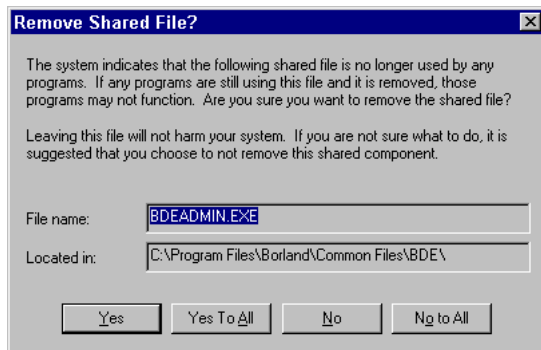 Remove Shared File?
The system indicates that the following shared file is no longer used by any
programs. If any programs are still using this file and it is removed, those
programs may not function. Are you sure you want to remove the shared file?
Leaving this file will not harm your system. If you are not sure what to do, it is
suggested that you choose to not remove this shared component.
File name: BDEADMIN.EXE
Located in: C:\Program Files\Borland\Common Files\BDE\
Yes Yes To All No No to All